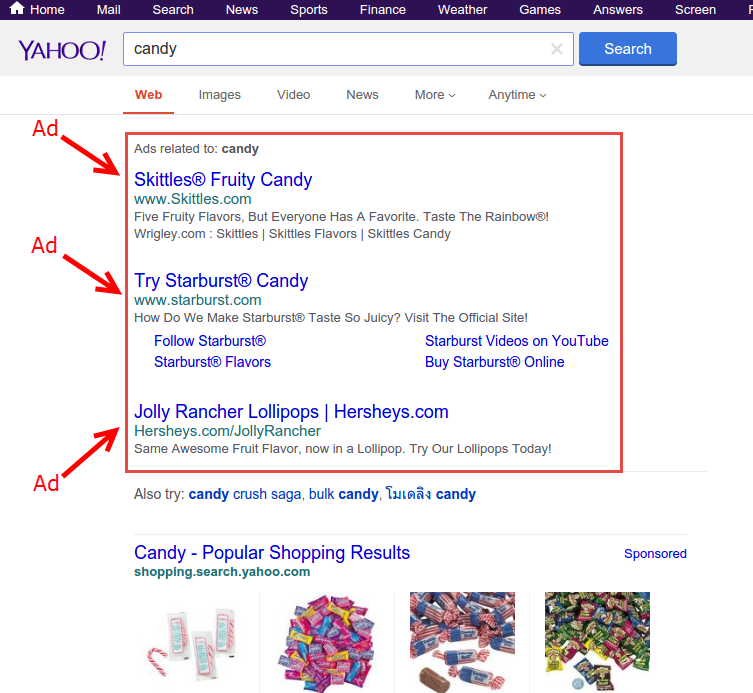 Home Mail Search News Sports Finance Weather Games Answers Screen
YAHOO! candy Search
Web Images Video News More Anytime
Ad
Ads related to: candy
Skittles® Fruity Candy
www.Skittles.com
Five Fruity Flavors, But Everyone Has A Favorite. Taste The Rainbow®!
Wrigley.com : Skittles | Skittles Flavors | Skittles Candy
Ad
Try Starburst® Candy
www.starburst.com
How Do We Make Starburst® Taste So Juicy? Visit The Official Site!
Follow Starburst® Starburst Videos on YouTube
Starburst® Flavors Buy Starburst® Online
Jolly Rancher Lollipops | Hersheys.com
Hersheys.com/JollyRancher
Same Awesome Fruit Flavor, now in a Lollipop. Try Our Lollipops Today!
Ad
Also try: candy crush saga, bulk candy, โมเดลิง candy
Candy - Popular Shopping Results Sponsored
shopping.search.yahoo.com